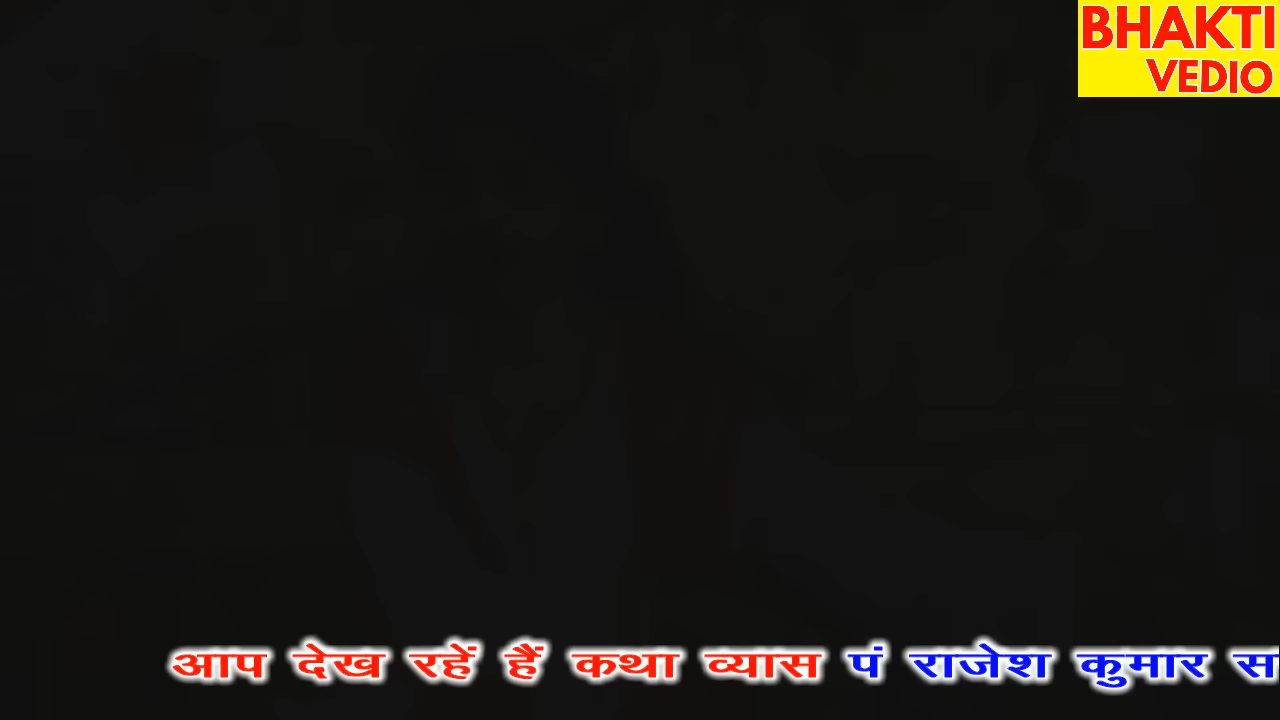 BHAKTI
VEDIO
आप देख रहें हैं कथा व्यास पं राजेश कुमार